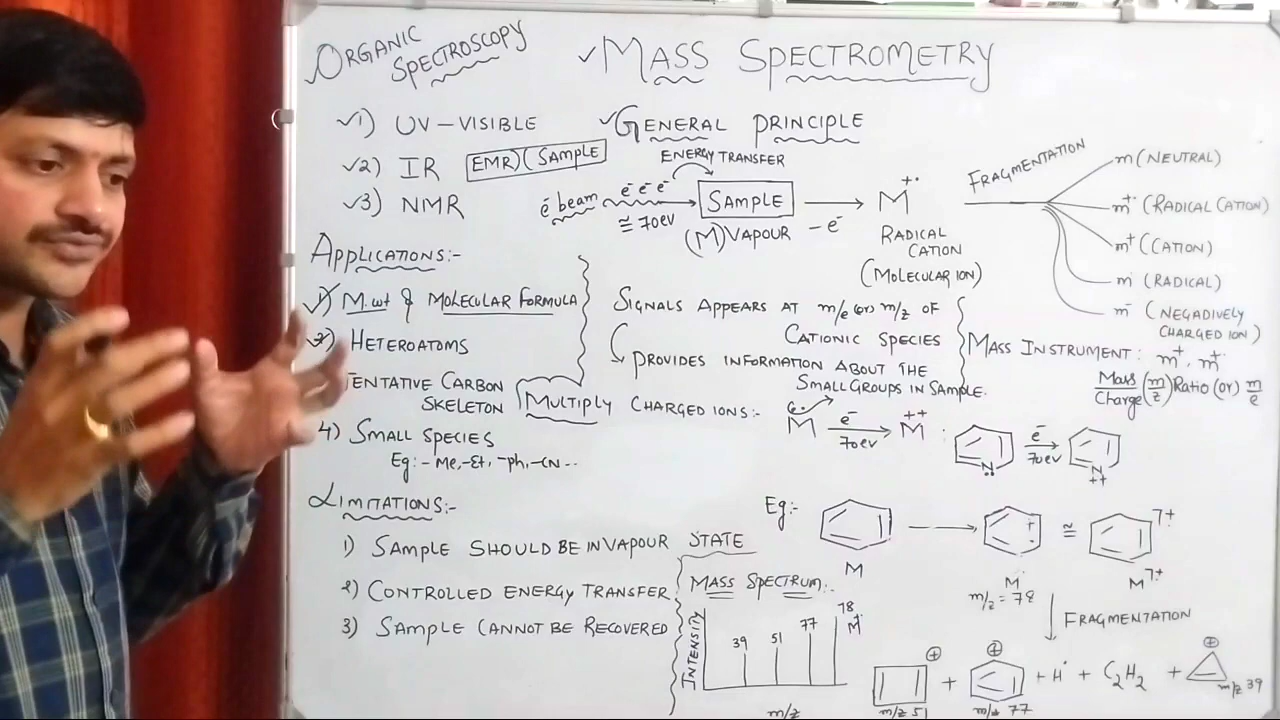 ORGANIC
SPECTROSCOPY
✓MASS SPECTROMETRY
✓1) UV-VISIBLE
✓2) IR
EMR)(SAMPLE
✓3) NMR
✓GENERAL PRINCIPLE
ENERGY TRANSFER
e⁻ beam e⁻ e⁻ e⁻
≅ 70ev
SAMPLE
(M)VAPOUR
-e⁻
M⁺·
RADICAL
CATION
(MOLECULAR ION)
FRAGMENTATION
m (NEUTRAL)
m⁺· (RADICAL CATION)
m⁺ (CATION)
m· (RADICAL)
m⁻ (NEGADIVELY
CHARGED ION)
APPLICATIONS:-
1) M.wt & MOLECULAR FORMULA
2) HETEROATOMS
TENTATIVE CARBON
SKELETON
4) SMALL SPECIES
Eg:- Me,-Et,-ph,-CN--
SIGNALS APPEARS AT m/e (or) m/z OF
CATIONIC SPECIES
PROVIDES INFORMATION ABOUT THE
SMALL GROUPS IN SAMPLE.
MASS INSTRUMENT: m⁺, m⁺·
Mass/Charge (m/z) Ratio (or) m/e
MULTIPLY CHARGED IONS:-
M e⁻ 70ev M⁺⁺ :
N e⁻ 70ev N ++
LIMITATIONS:-
1) SAMPLE SHOULD BE IN VAPOUR STATE
2) CONTROLLED ENERGY TRANSFER
3) SAMPLE CANNOT BE RECOVERED
Eg:-
M
M·
m/z = 78
≅
7+·
M⁷⁺·
FRAGMENTATION
MASS SPECTRUM:-
INTENSITY
39 51 77 78
M⁺·
m/z
m/z 51 + m/z 77 + H· + C₂H₂ + m/z 39